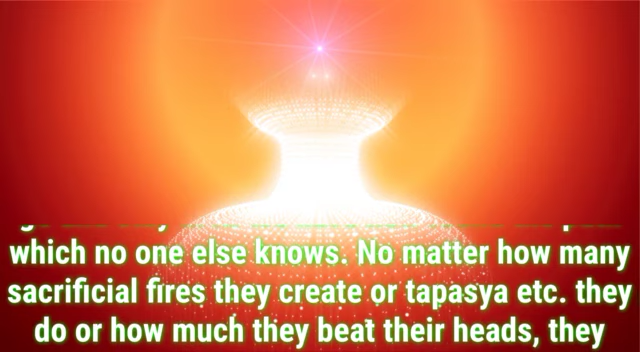 which no one else knows. No matter how many
sacrificial fires they create or tapasya etc. they
do or how much they beat their heads, they